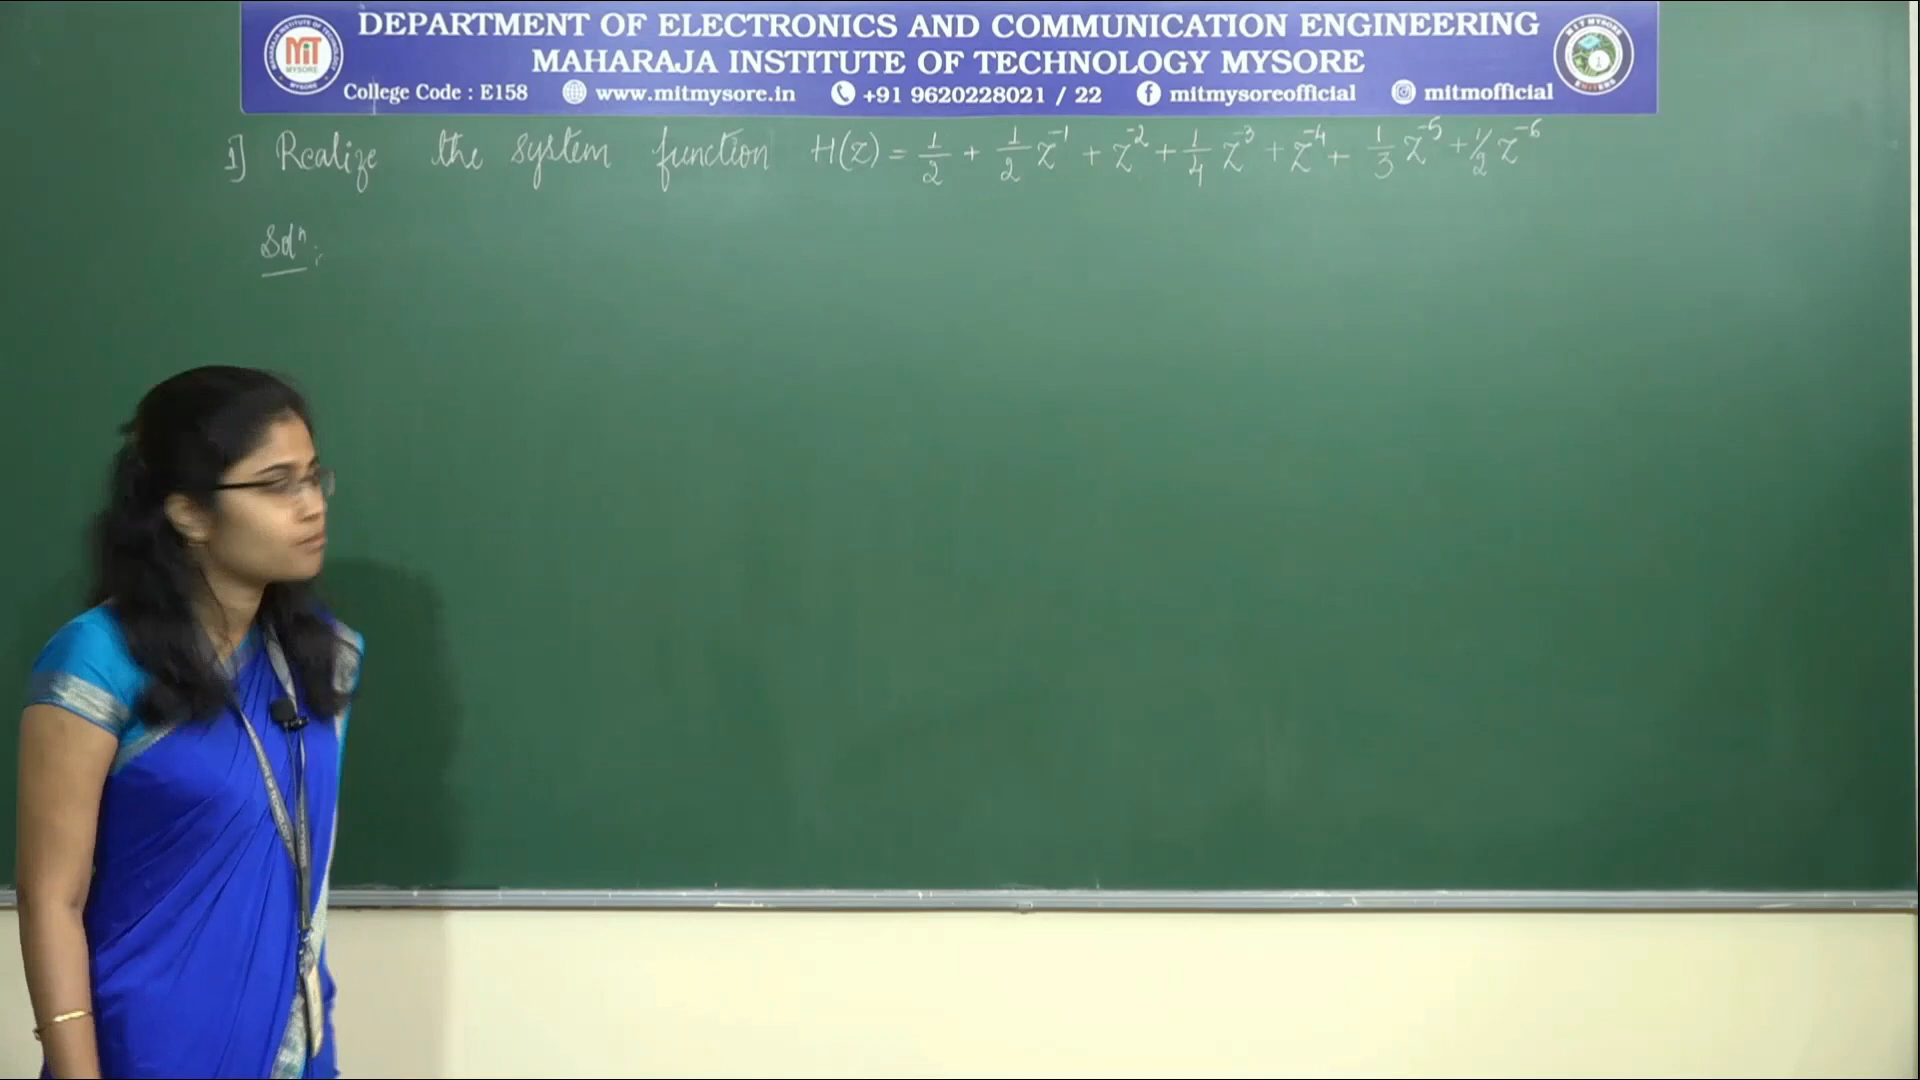 DEPARTMENT OF ELECTRONICS AND COMMUNICATION ENGINEERING
MAHARAJA INSTITUTE OF TECHNOLOGY MYSORE
MiT
MYSORE
College Code : E158 www.mitmysore.in +91 9620228021 / 22 mitmysoreofficial mitmofficial
1] Realize the system function H(z) = 1/2 + 1/2 z⁻¹ + z⁻² + 1/4 z⁻³ + z⁻⁴ + 1/3 z⁻⁵ + 1/2 z⁻⁶
Solⁿ: